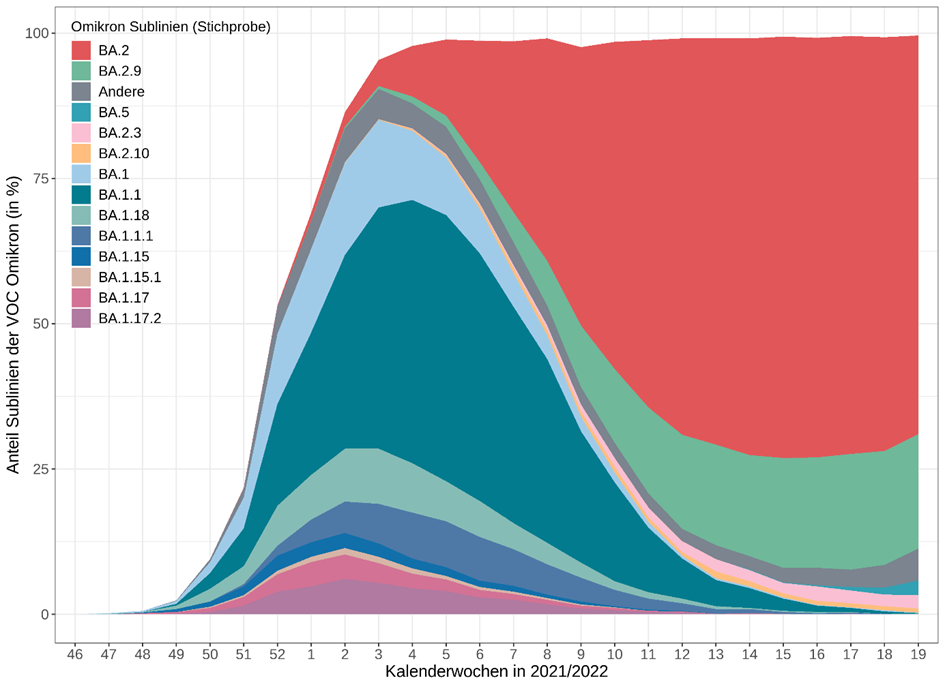 Omikron Sublinien (Stichprobe)
BA.2
BA.2.9
Andere
BA.5
BA.2.3
BA.2.10
BA.1
BA.1.1
BA.1.18
BA.1.1.1
BA.1.15
BA.1.15.1
BA.1.17
BA.1.17.2
Anteil Sublinien der VOC Omikron (in %)
100
75
50
25
0
46 47 48 49 50 51 52 1 2 3 4 5 6 7 8 9 10 11 12 13 14 15 16 17 18 19
Kalenderwochen in 2021/2022